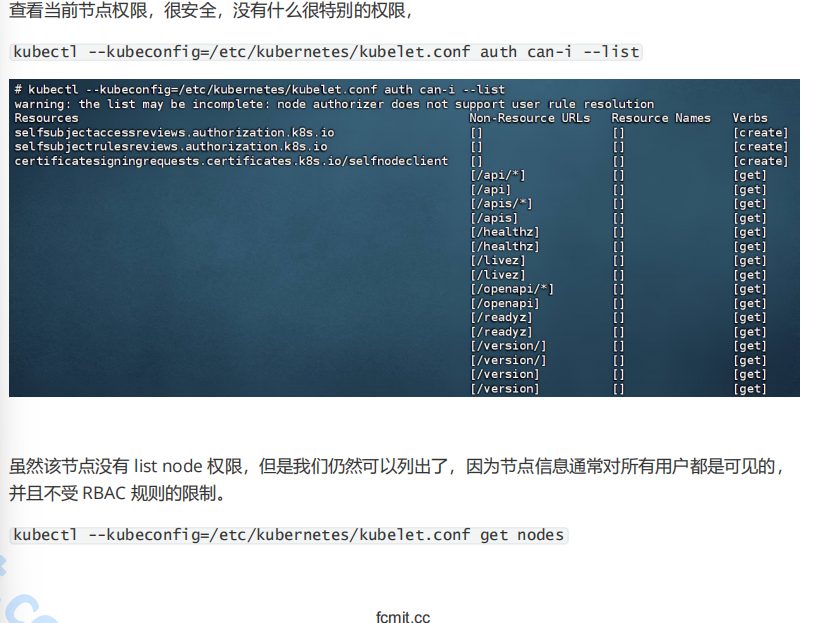 查看当前节点权限，很安全，没有什么很特别的权限，
kubectl --kubeconfig=/etc/kubernetes/kubelet.conf auth can-i --list
# kubectl --kubeconfig=/etc/kubernetes/kubelet.conf auth can-i --list
warning: the list may be incomplete: node authorizer does not support user rule resolution
Resources Non-Resource URLs Resource Names Verbs
selfsubjectaccessreviews.authorization.k8s.io [] [] [create]
selfsubjectrulesreviews.authorization.k8s.io [] [] [create]
certificatesigningrequests.certificates.k8s.io/selfnodeclient [] [] [create]
[/api/*] [] [get]
[/api] [] [get]
[/apis/*] [] [get]
[/apis] [] [get]
[/healthz] [] [get]
[/healthz] [] [get]
[/livez] [] [get]
[/livez] [] [get]
[/openapi/*] [] [get]
[/openapi] [] [get]
[/readyz] [] [get]
[/readyz] [] [get]
[/version/] [] [get]
[/version/] [] [get]
[/version] [] [get]
[/version] [] [get]
虽然该节点没有 list node 权限，但是我们仍然可以列出了，因为节点信息通常对所有用户都是可见的，
并且不受 RBAC 规则的限制。
kubectl --kubeconfig=/etc/kubernetes/kubelet.conf get nodes
fcmit.cc